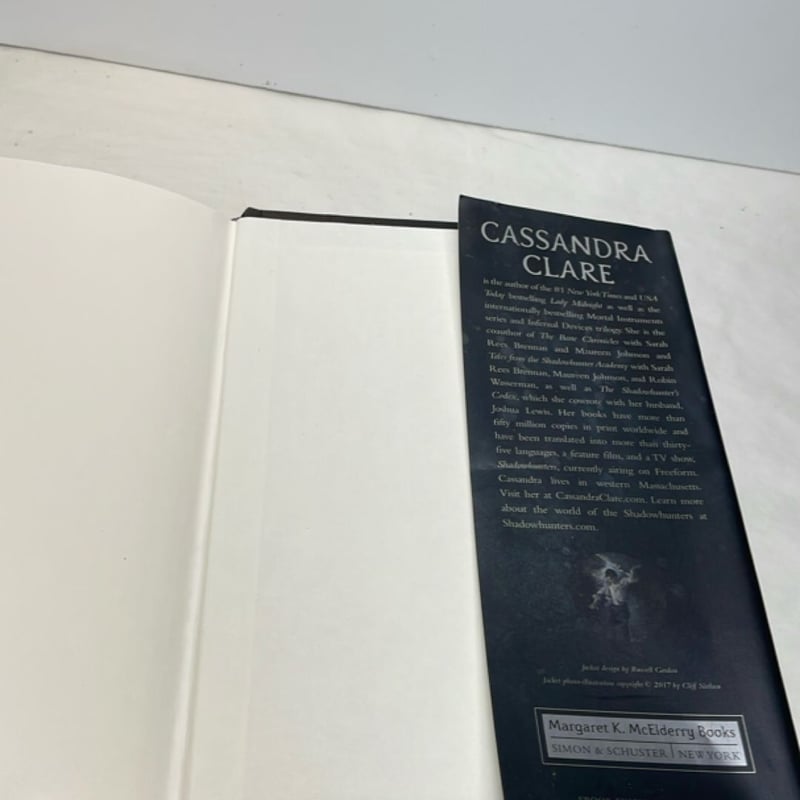 CASSANDRA
CLARE
is the author of the #1 New York Times and USA
Today bestselling Lady Midnight as well as the
internationally bestselling Mortal Instruments
series and Infernal Devices trilogy. She is the
coauthor of The Bane Chronicles with Sarah
Rees Brennan and Maureen Johnson and
Tales from the Shadowhunter Academy with Sarah
Rees Brennan, Maureen Johnson, and Robin
Wasserman, as well as The Shadowhunter's
Codex, which she cowrote with her husband,
Joshua Lewis. Her books have more than
fifty million copies in print worldwide and
have been translated into more than thirty-
five languages, a feature film, and a TV show,
Shadowhunters, currently airing on Freeform.
Cassandra lives in western Massachusetts.
Visit her at CassandraClare.com. Learn more
about the world of the Shadowhunters at
Shadowhunters.com.
Jacket design by Russell Gordon
Jacket photo-illustration copyright © 2017 by Cliff Nielsen
Margaret K. McElderry Books
SIMON & SCHUSTER | NEW YORK